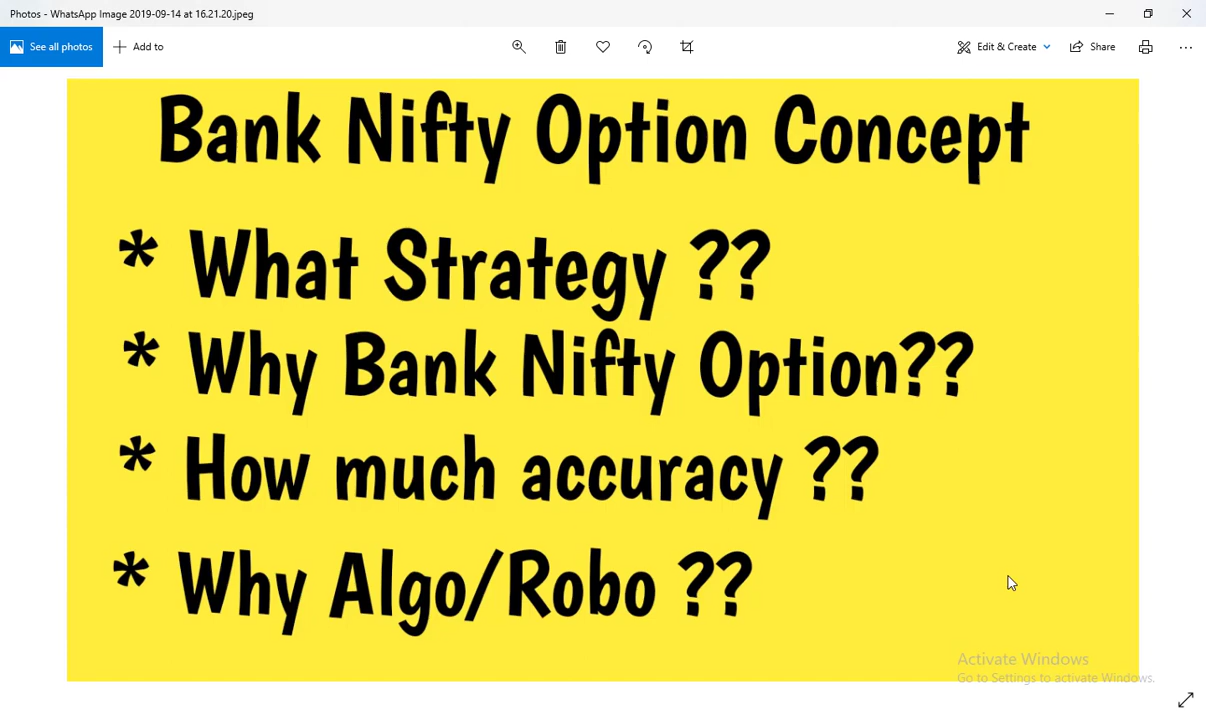 Photos - WhatsApp Image 2019-09-14 at 16.21.20.jpeg
See all photos
Add to
Edit & Create
Share
Bank Nifty Option Concept
* What Strategy ??
* Why Bank Nifty Option??
* How much accuracy ??
* Why Algo/Robo ??
Activate Windows
Go to Settings to activate Windows.